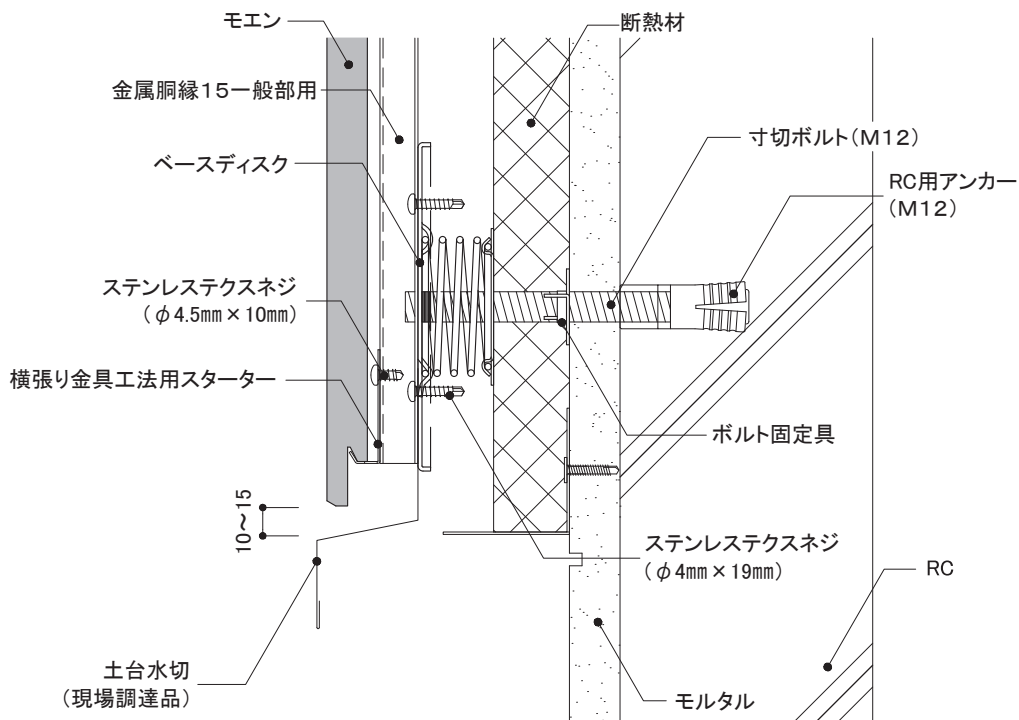 モエン
断熱材
金属胴縁15一般部用
寸切ボルト(M12)
ベースディスク
RC用アンカー
(M12)
ステンレステクスネジ
(φ4.5mm×10mm)
横張り金具工法用スターター
ボルト固定具
10~15
ステンレステクスネジ
(φ4mm×19mm)
RC
土台水切
(現場調達品)
モルタル